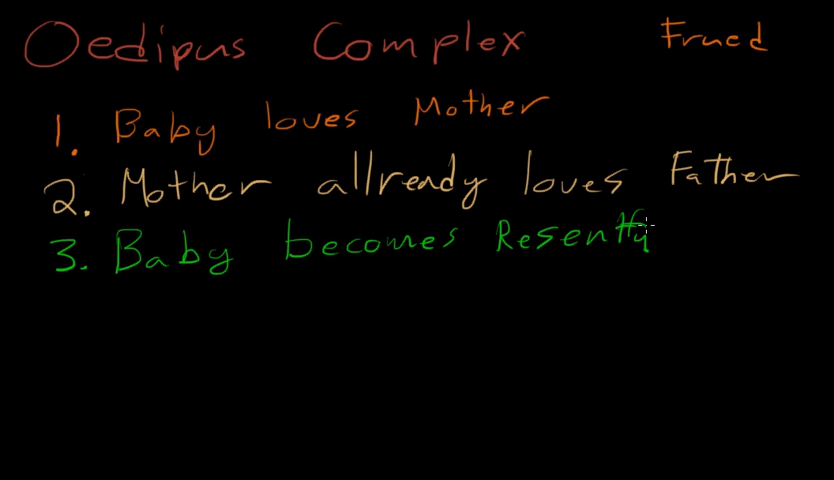 Oedipus Complex Frued
1. Baby loves Mother
2. Mother allready loves Father
3. Baby becomes Resentfu